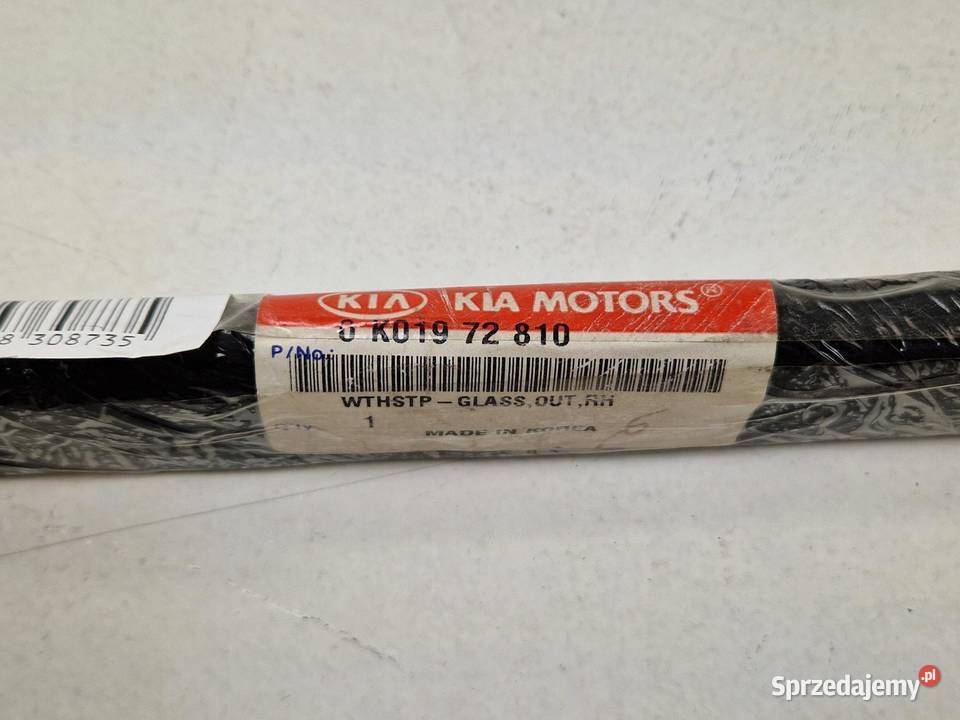 KIA KIA MOTORS®
0 K019 72 810
P/No.:
WTHSTP-GLASS,OUT,RH
1
MADE IN KOREA
6
8 308735
Sprzedajemy.pl